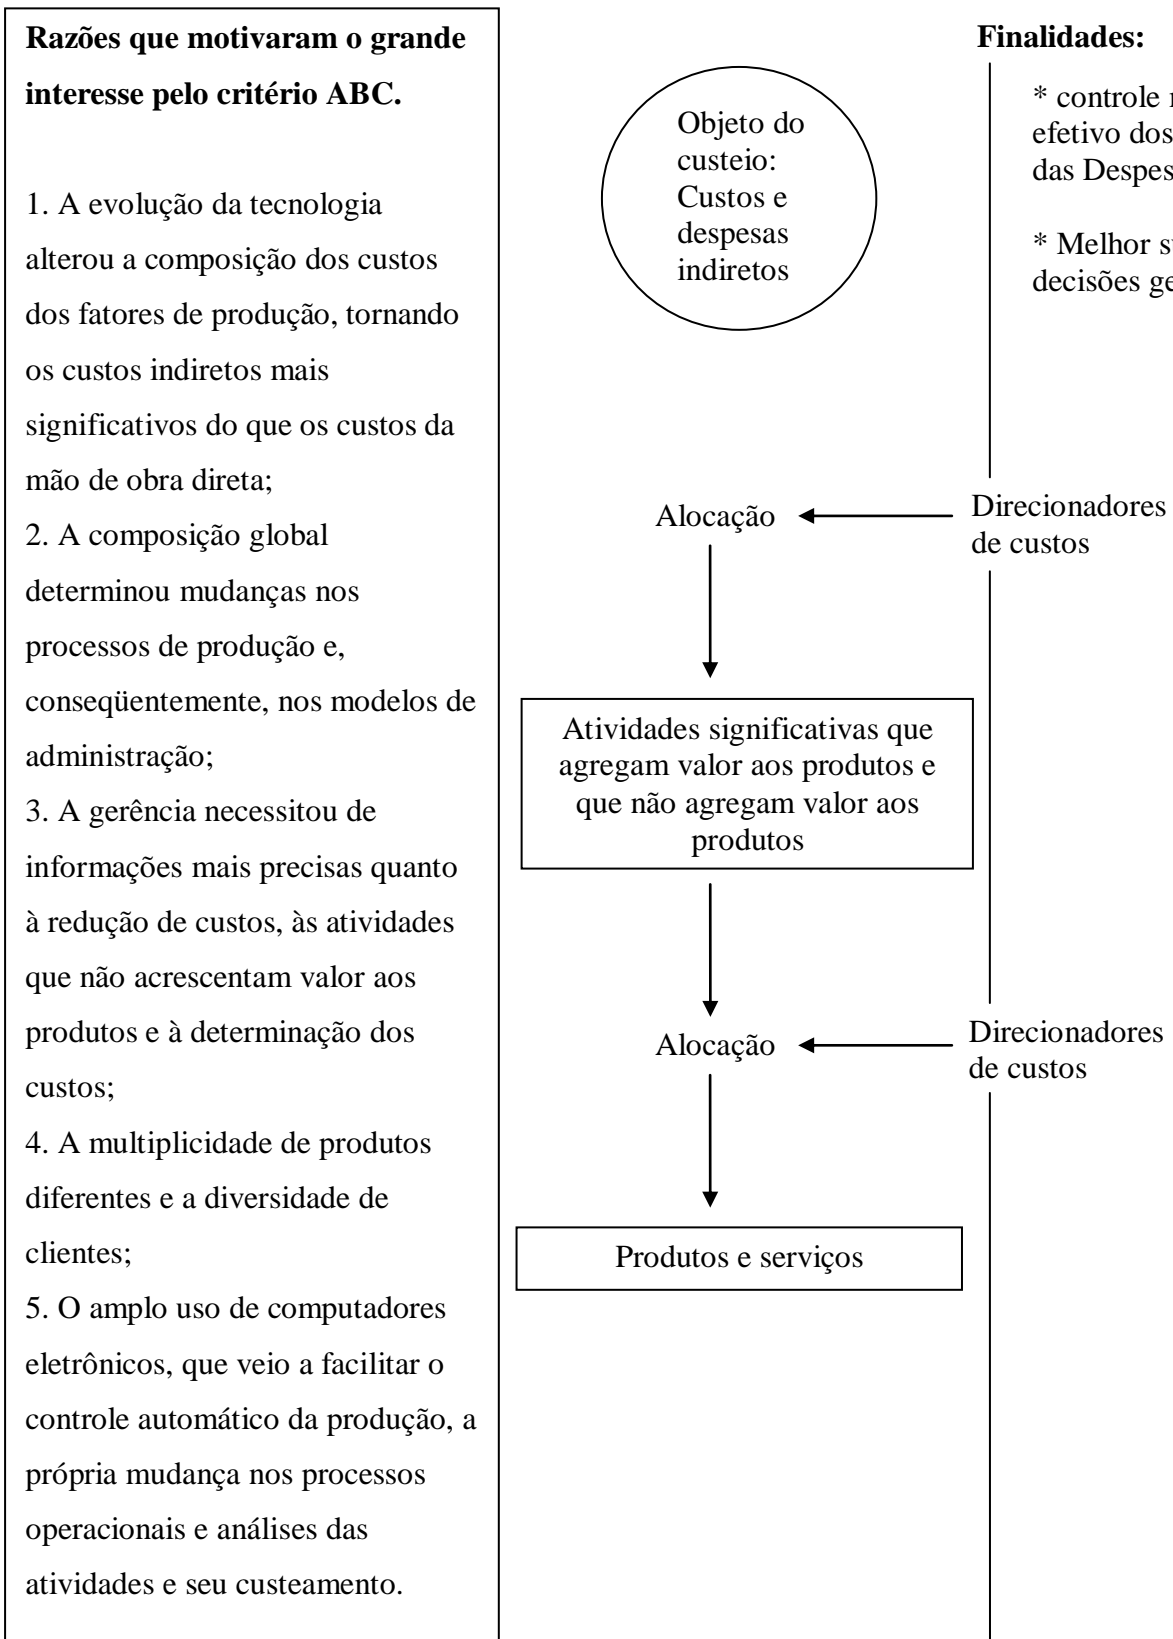 Razões que motivaram o grande
interesse pelo critério ABC.
1. A evolução da tecnologia
alterou a composição dos custos
dos fatores de produção, tornando
os custos indiretos mais
significativos do que os custos da
mão de obra direta;
2. A composição global
determinou mudanças nos
processos de produção e,
conseqüentemente, nos modelos de
administração;
3. A gerência necessitou de
informações mais precisas quanto
à redução de custos, às atividades
que não acrescentam valor aos
produtos e à determinação dos
custos;
4. A multiplicidade de produtos
diferentes e a diversidade de
clientes;
5. O amplo uso de computadores
eletrônicos, que veio a facilitar o
controle automático da produção, a
própria mudança nos processos
operacionais e análises das
atividades e seu custeamento.
Objeto do
custeio:
Custos e
despesas
indiretos
Alocação
Atividades significativas que
agregam valor aos produtos e
que não agregam valor aos
produtos
Alocação
Produtos e serviços
Finalidades:
* controle
efetivo dos
das
* Melhor
decisões
Direcionadores
de custos
Direcionadores
de custos